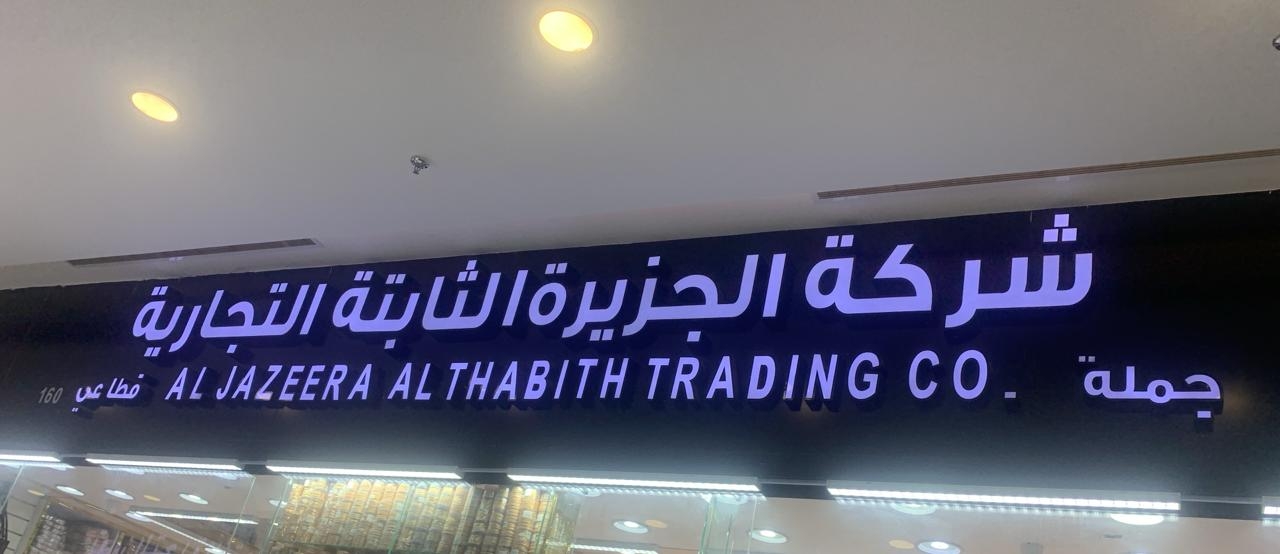 شركة الجزيرة الثابتة التجارية
جملة AL JAZEERA AL THABITH TRADING CO. قطاعي 160